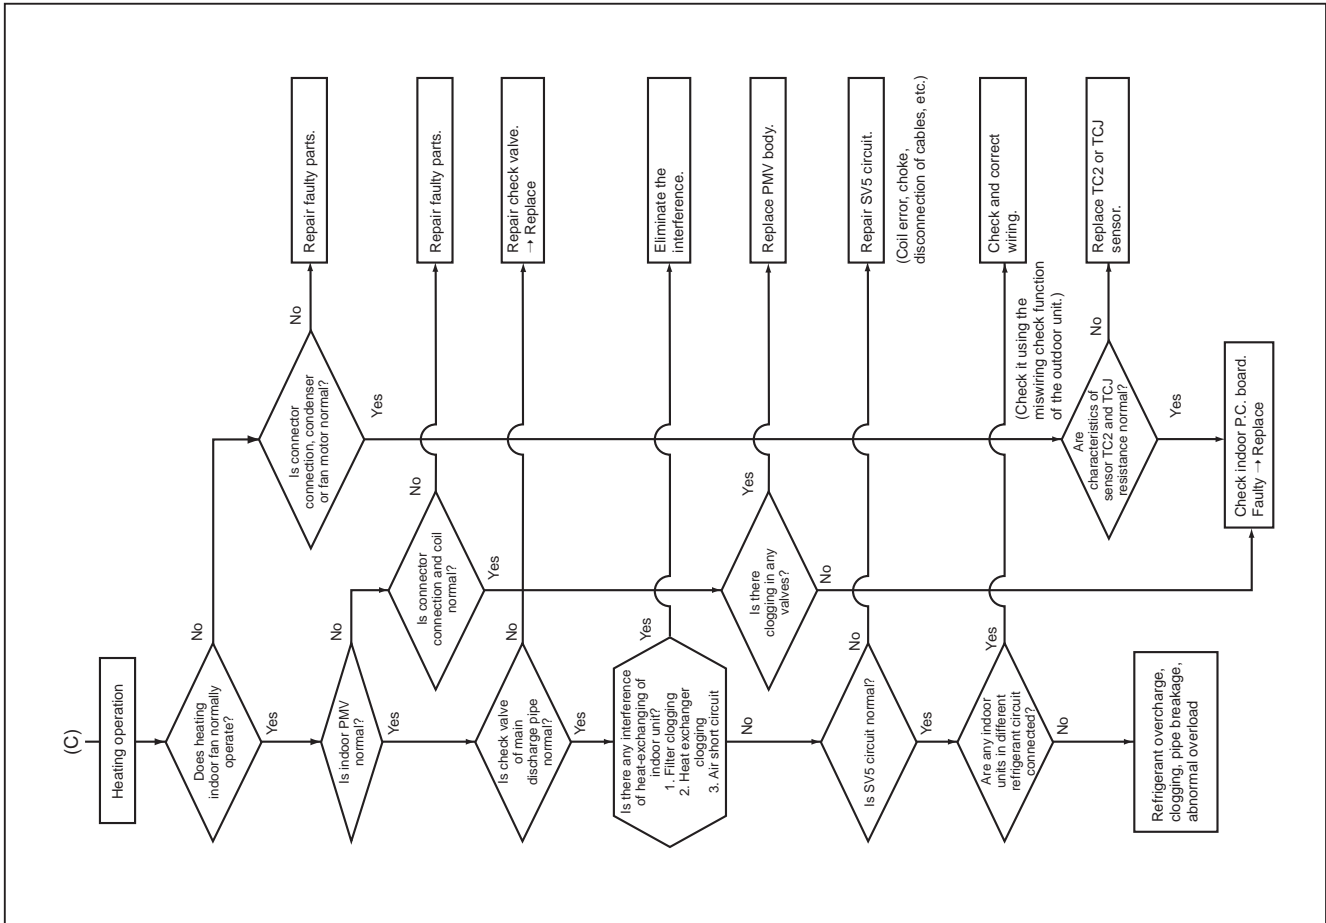 (C)
Heating operation
Does heating
indoor fan normally
operate?
No
Yes
Is connector
connection, condenser
or fan motor normal?
No
Repair faulty parts.
Yes
Is indoor PMV
normal?
No
Yes
Is connector
connection and coil
normal?
No
Repair faulty parts.
Yes
Is check valve
of main
discharge pipe
normal?
No
Repair check valve.
→ Replace
Yes
Is there any interference
of heat-exchanging of
indoor unit?
1. Filter clogging
2. Heat exchanger
clogging
3. Air short circuit
Yes
Eliminate the
interference.
No
Is there
clogging in any
valves?
Yes
Replace PMV body.
No
Is SV5 circuit normal?
No
Repair SV5 circuit.
(Coil error, choke,
disconnection of cables, etc.)
Yes
Are any indoor
units in different
refrigerant circuit
connected?
Yes
Check and correct
wiring.
(Check it using the
miswiring check function
of the outdoor unit.)
No
Are
characteristics of
sensor TC2 and TCJ
resistance normal?
No
Replace TC2 or TCJ
sensor.
Yes
Refrigerant overcharge,
clogging, pipe breakage,
abnormal overload
Check indoor P.C. board.
Faulty → Replace